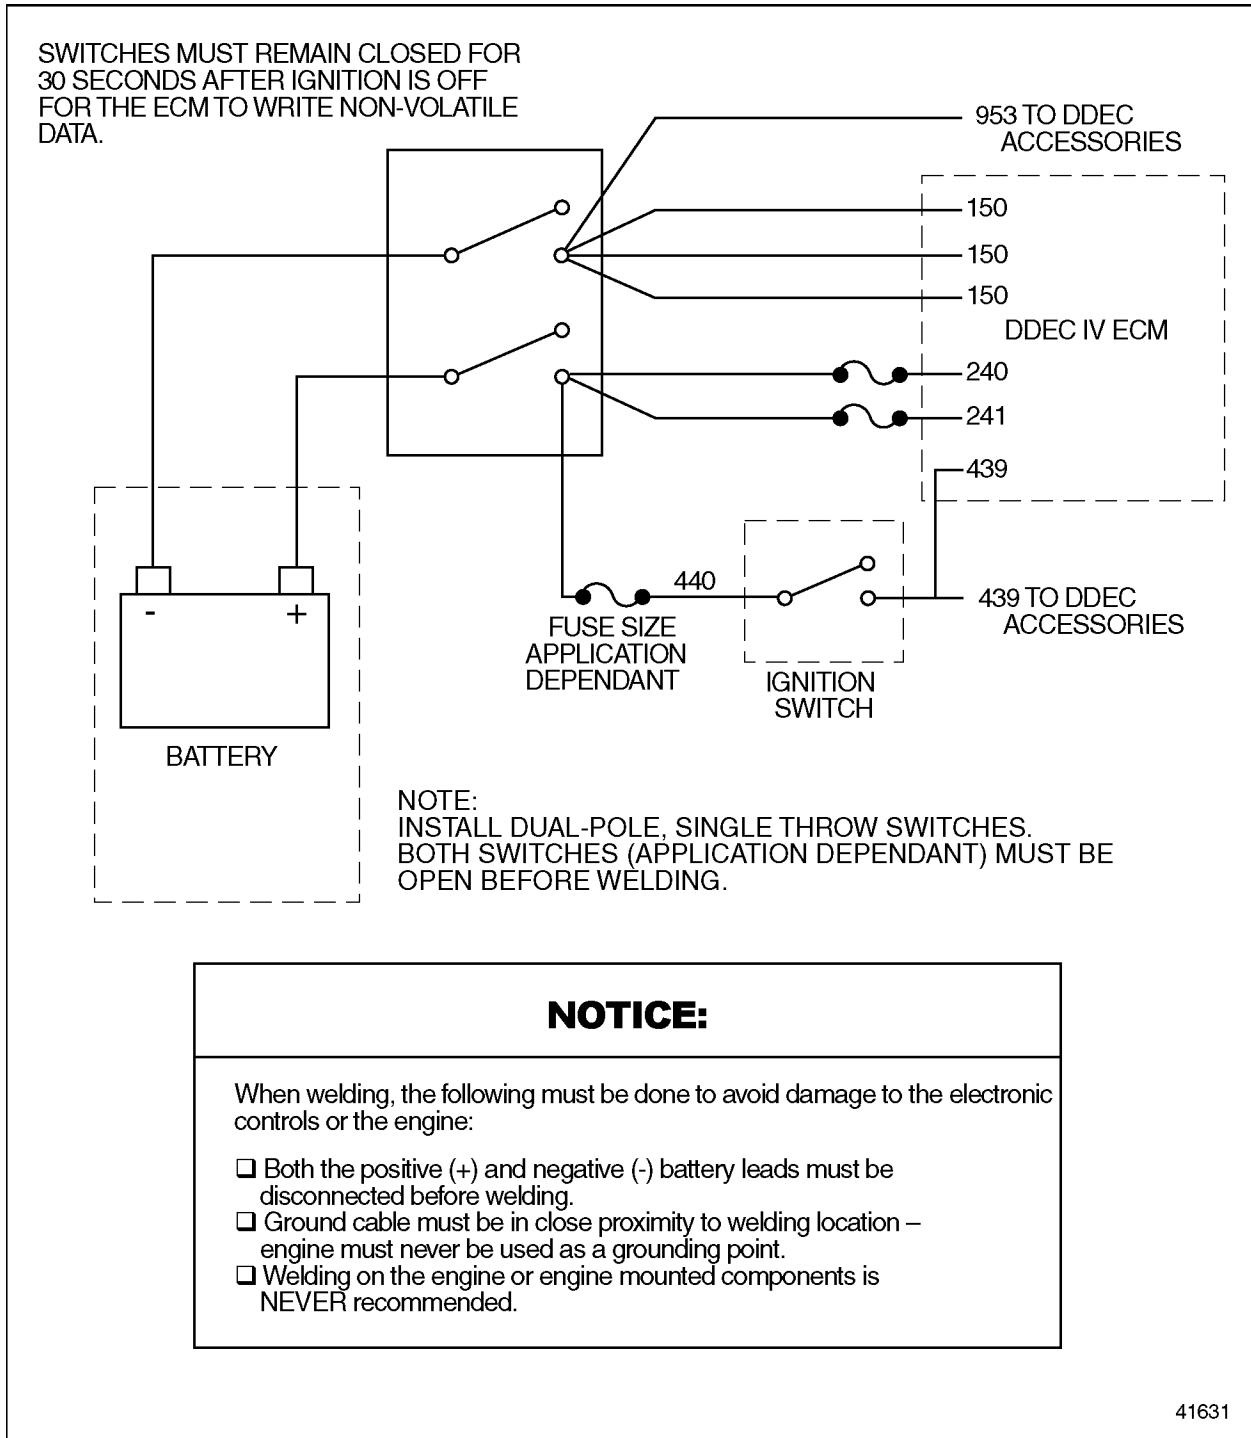 SWITCHES MUST REMAIN CLOSED FOR
30 SECONDS AFTER IGNITION IS OFF
FOR THE ECM TO WRITE NON-VOLATILE
DATA.
953 TO DDEC
ACCESSORIES
150
150
150
DDEC IV ECM
240
241
439
440
439 TO DDEC
ACCESSORIES
FUSE SIZE
APPLICATION
DEPENDANT
IGNITION
SWITCH
- +
BATTERY
NOTE:
INSTALL DUAL-POLE, SINGLE THROW SWITCHES.
BOTH SWITCHES (APPLICATION DEPENDANT) MUST BE
OPEN BEFORE WELDING.
NOTICE:
When welding, the following must be done to avoid damage to the electronic
controls or the engine:
❑ Both the positive (+) and negative (-) battery leads must be
disconnected before welding.
❑ Ground cable must be in close proximity to welding location –
engine must never be used as a grounding point.
❑ Welding on the engine or engine mounted components is
NEVER recommended.
41631